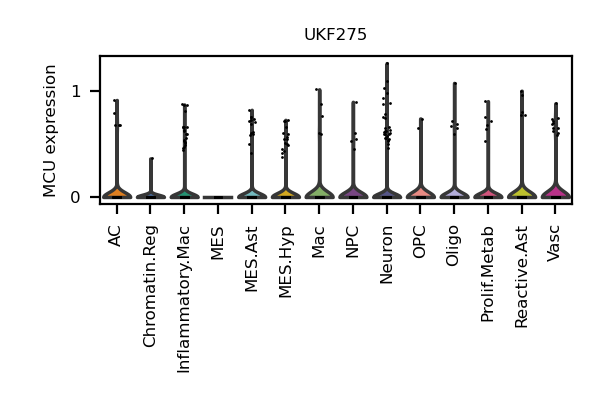 UKF275
MCU expression
1
0
AC
Chromatin.Reg
Inflammatory.Mac
MES
MES.Ast
MES.Hyp
Mac
NPC
Neuron
OPC
Oligo
Prolif.Metab
Reactive.Ast
Vasc